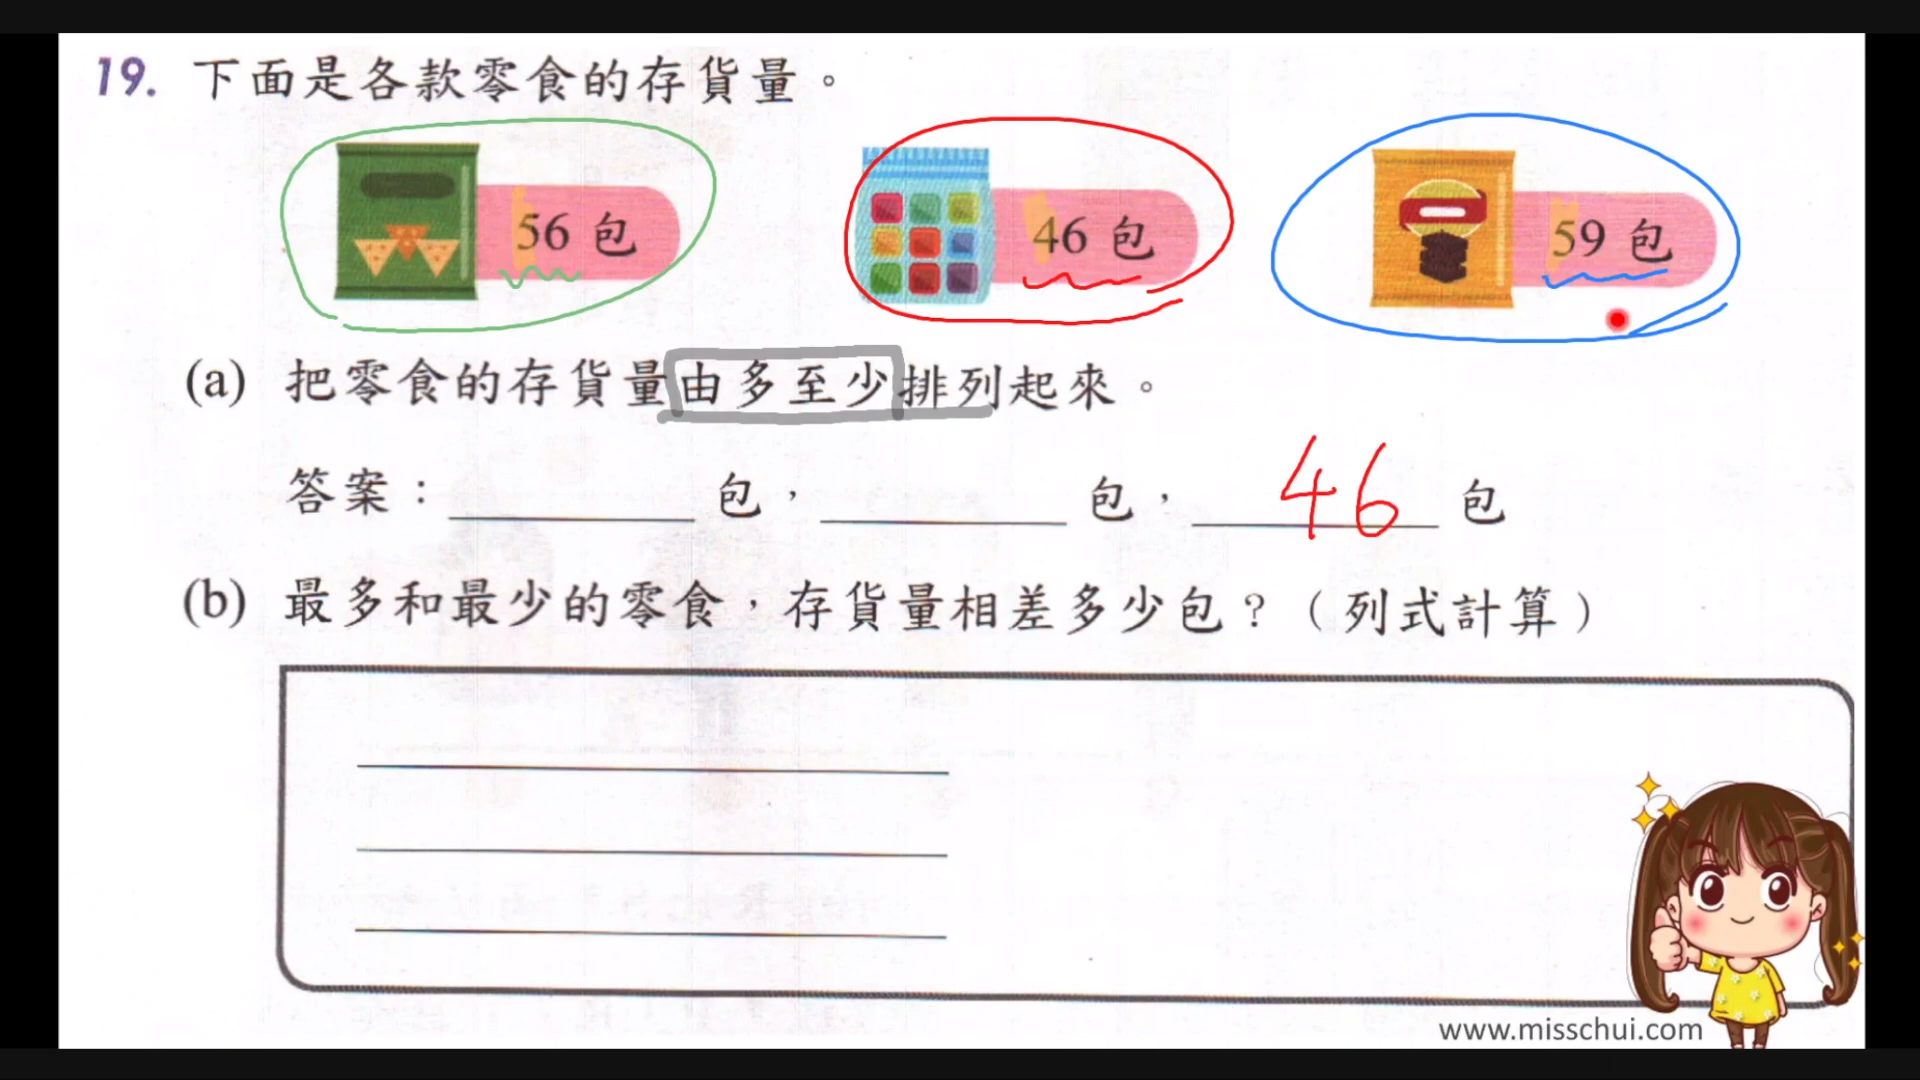 19. 下面是各款零食的存貨量。
56 包 46 包 59 包
(a) 把零食的存貨量由多至少排列起來。
答案：________ 包，________ 包，46 包
(b) 最多和最少的零食，存貨量相差多少包？（列式計算）
www.misschui.com